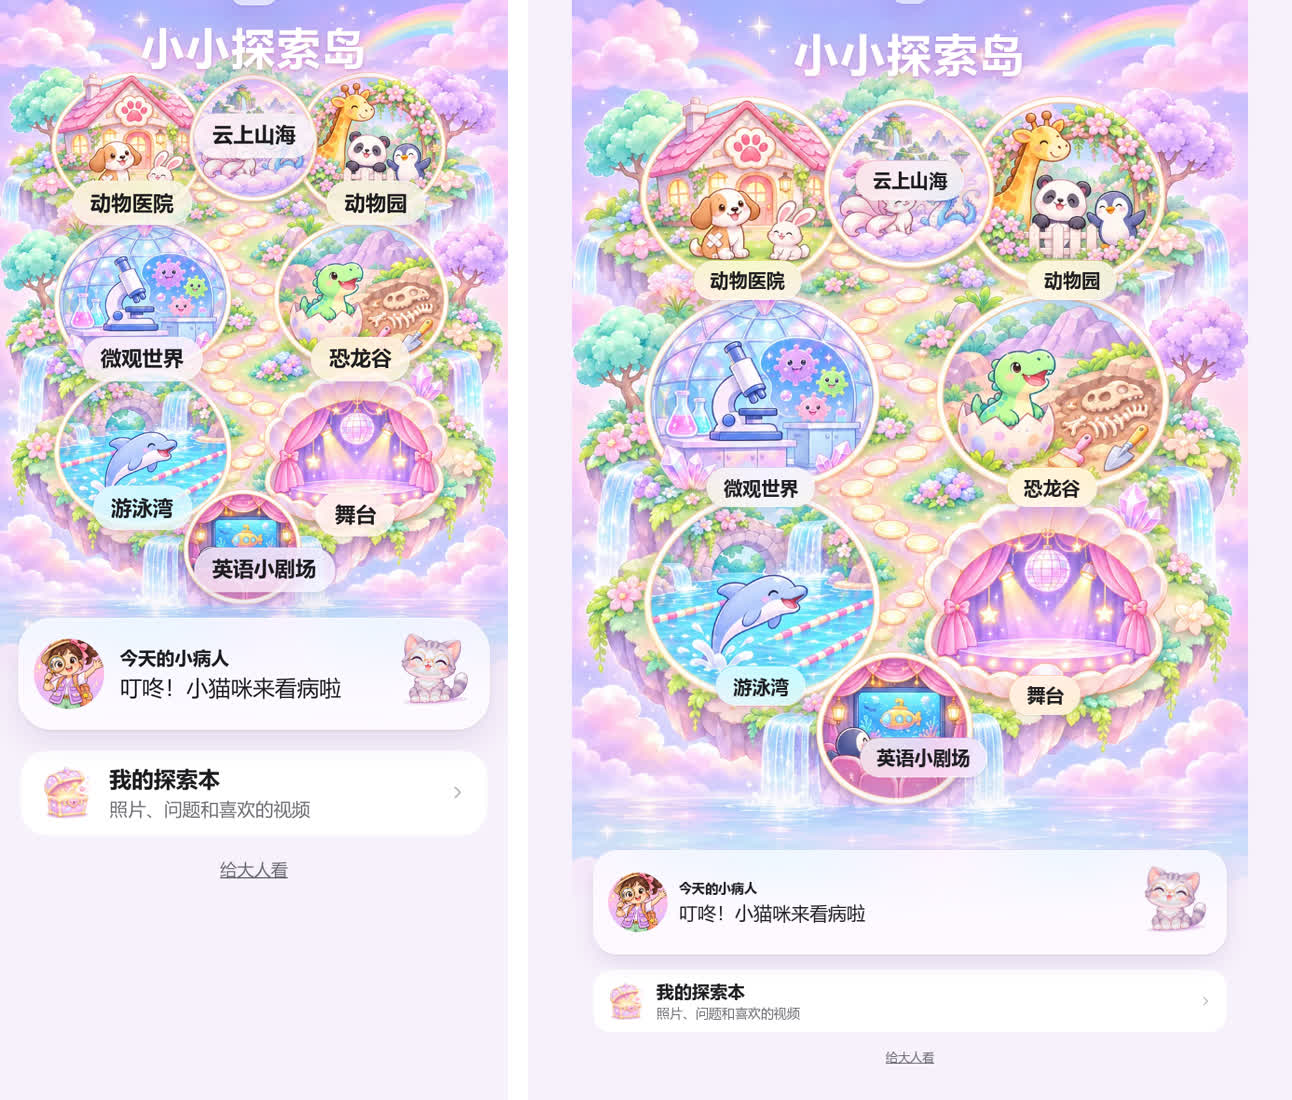 小小探索岛
云上山海
动物医院
动物园
微观世界
恐龙谷
游泳湾
舞台
英语小剧场
今天的小病人
叮咚！小猫咪来看病啦
我的探索本
照片、问题和喜欢的视频
给大人看
小小探索岛
云上山海
动物医院
动物园
微观世界
恐龙谷
游泳湾
舞台
英语小剧场
今天的小病人
叮咚！小猫咪来看病啦
我的探索本
照片、问题和喜欢的视频
给大人看